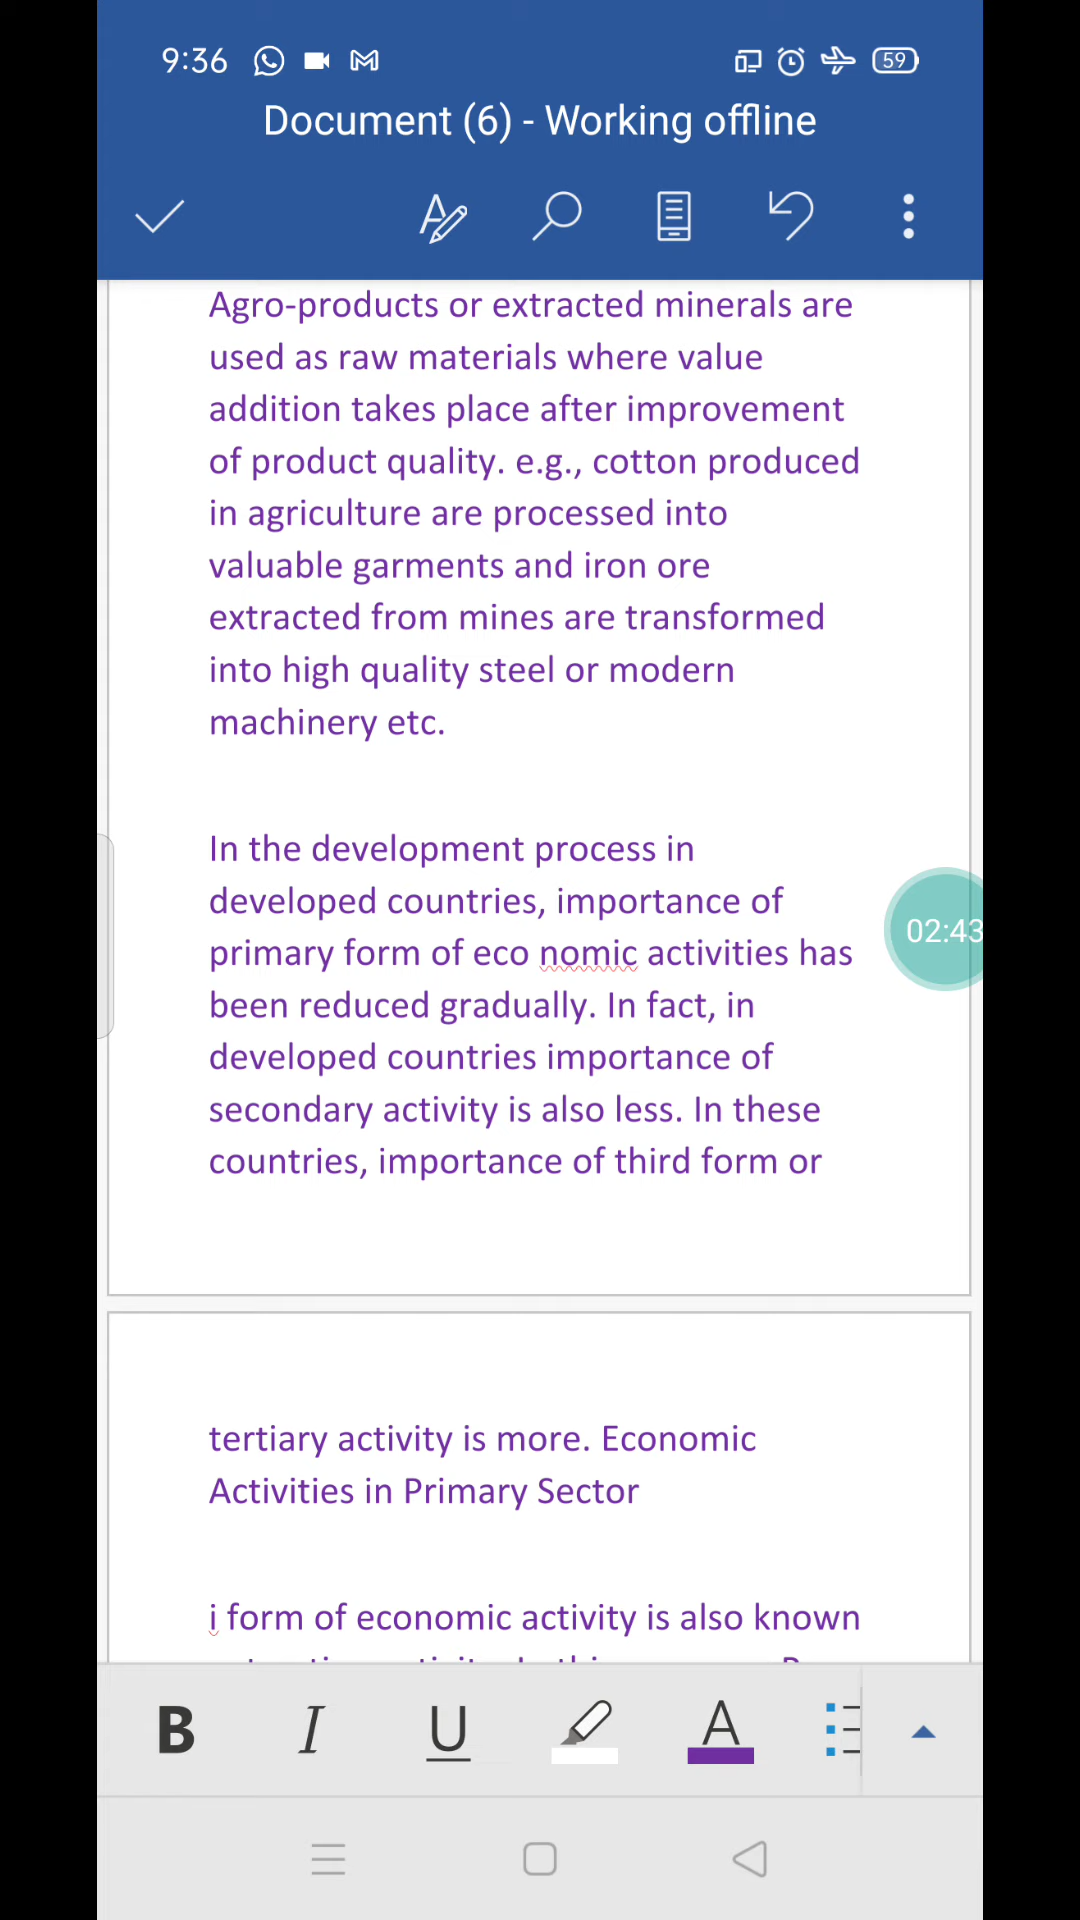 9:36
59
Document (6) - Working offline
Agro-products or extracted minerals are
used as raw materials where value
addition takes place after improvement
of product quality. e.g., cotton produced
in agriculture are processed into
valuable garments and iron ore
extracted from mines are transformed
into high quality steel or modern
machinery etc.
In the development process in
developed countries, importance of
primary form of eco nomic activities has
been reduced gradually. In fact, in
developed countries importance of
secondary activity is also less. In these
countries, importance of third form or
02:43
tertiary activity is more. Economic
Activities in Primary Sector
i form of economic activity is also known
B I U A